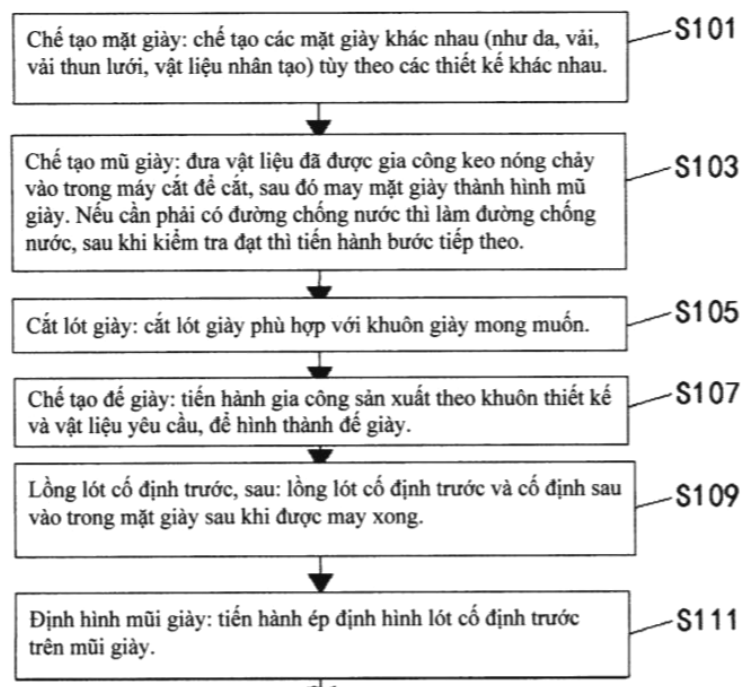 Chế tạo mặt giày: chế tạo các mặt giày khác nhau (như da, vải,
vải thun lưới, vật liệu nhân tạo) tùy theo các thiết kế khác nhau.
S101
Chế tạo mũ giày: đưa vật liệu đã được gia công keo nóng chảy
vào trong máy cắt để cắt, sau đó may mặt giày thành hình mũ
giày. Nếu cần phải có đường chống nước thì làm đường chống
nước, sau khi kiểm tra đạt thì tiến hành bước tiếp theo.
S103
Cắt lót giày: cắt lót giày phù hợp với khuôn giày mong muốn.
S105
Chế tạo đế giày: tiến hành gia công sản xuất theo khuôn thiết kế
và vật liệu yêu cầu, để hình thành đế giày.
S107
Lồng lót cố định trước, sau: lồng lót cố định trước và cố định sau
vào trong mặt giày sau khi được may xong.
S109
Định hình mũi giày: tiến hành ép định hình lót cố định trước
trên mũi giày.
S111